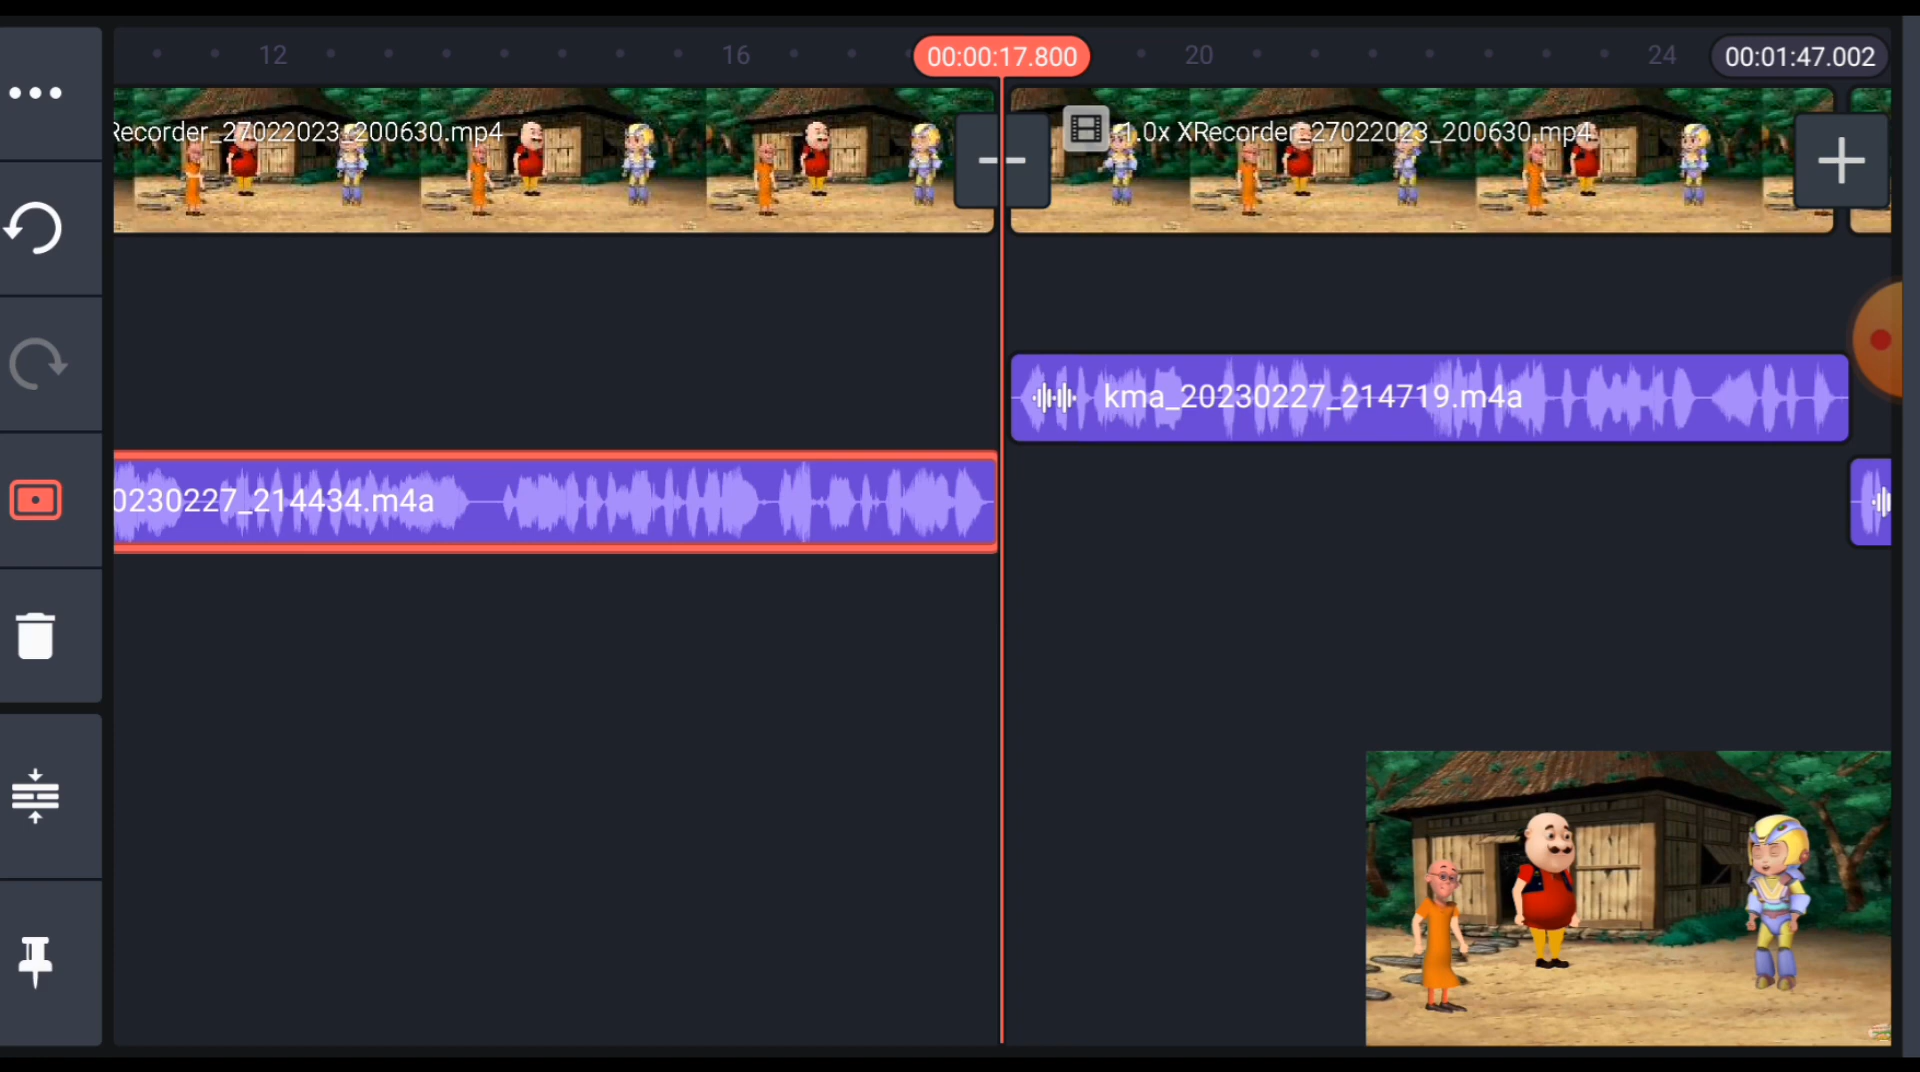 12
16
00:00:17.800
20
24
00:01:47.002
Recorder_27022023_200630.mp4
1.0x XRecorder_27022023_200630.mp4
kma_20230227_214719.m4a
0230227_214434.m4a